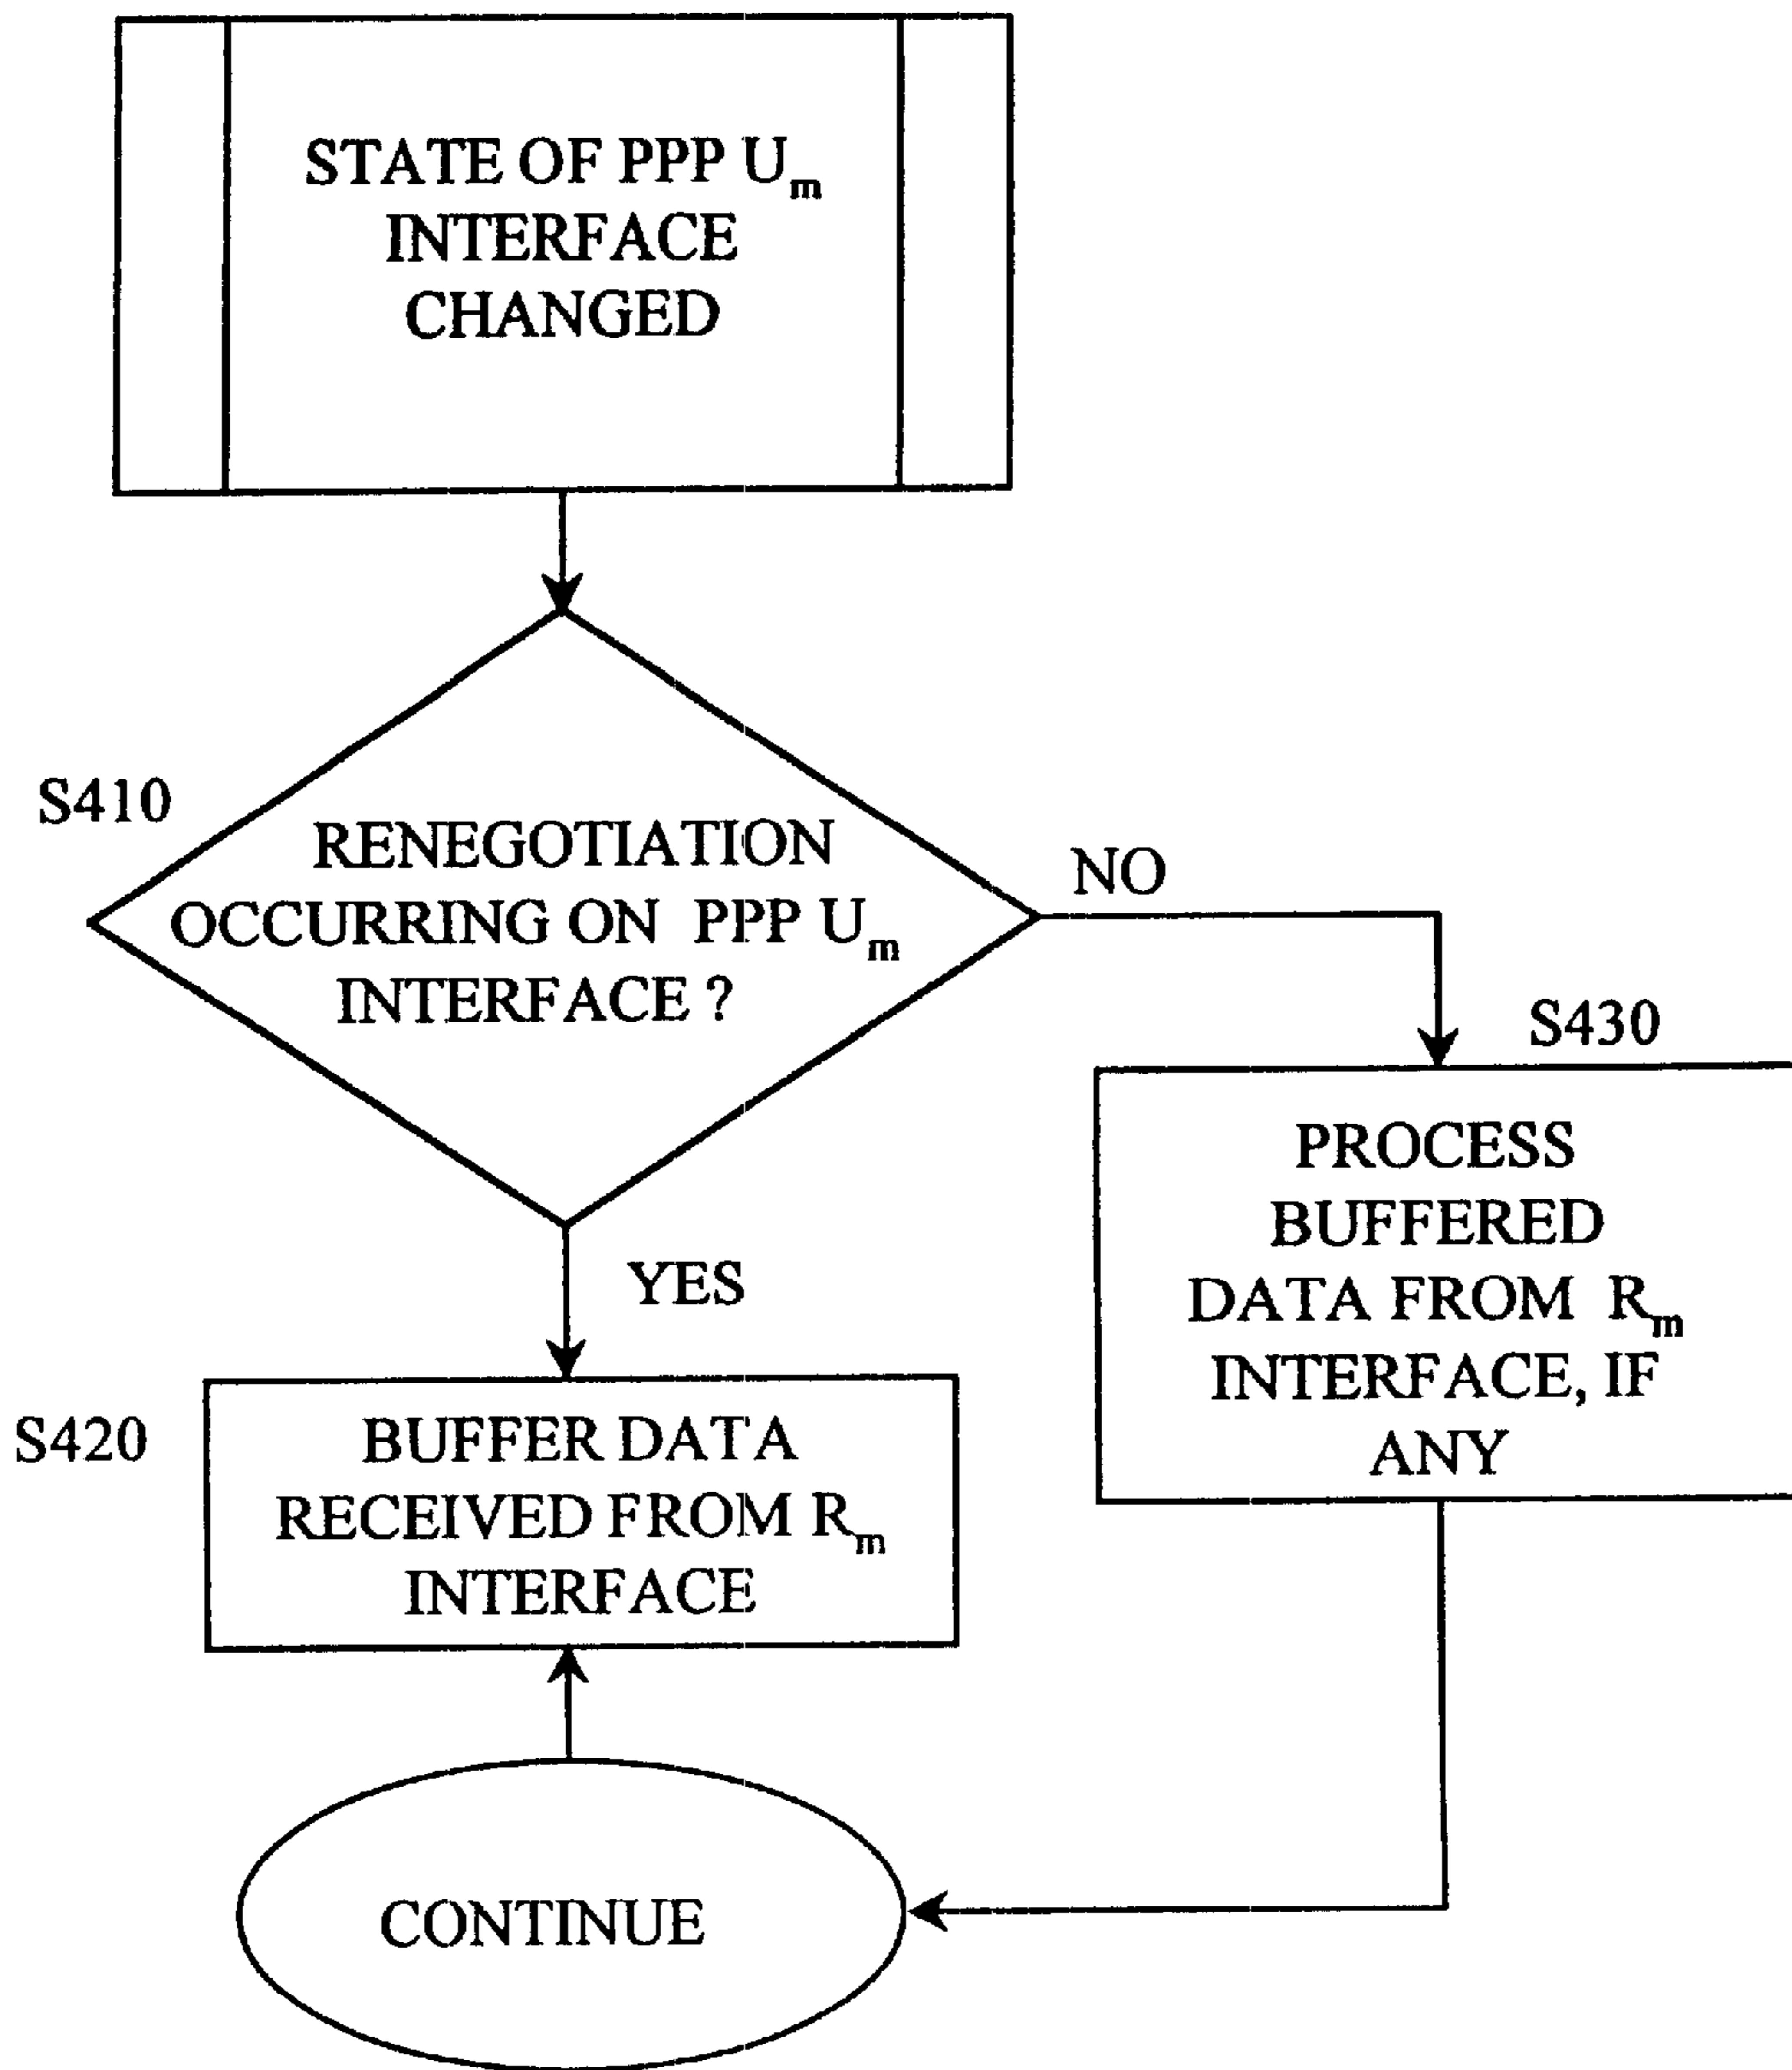 STATE OF PPP Um
INTERFACE
CHANGED
S410
RENEGOTIATION
OCCURRING ON PPP Um
INTERFACE ?
NO
YES
S430
PROCESS
BUFFERED
DATA FROM Rm
INTERFACE, IF
ANY
S420
BUFFER DATA
RECEIVED FROM Rm
INTERFACE
CONTINUE